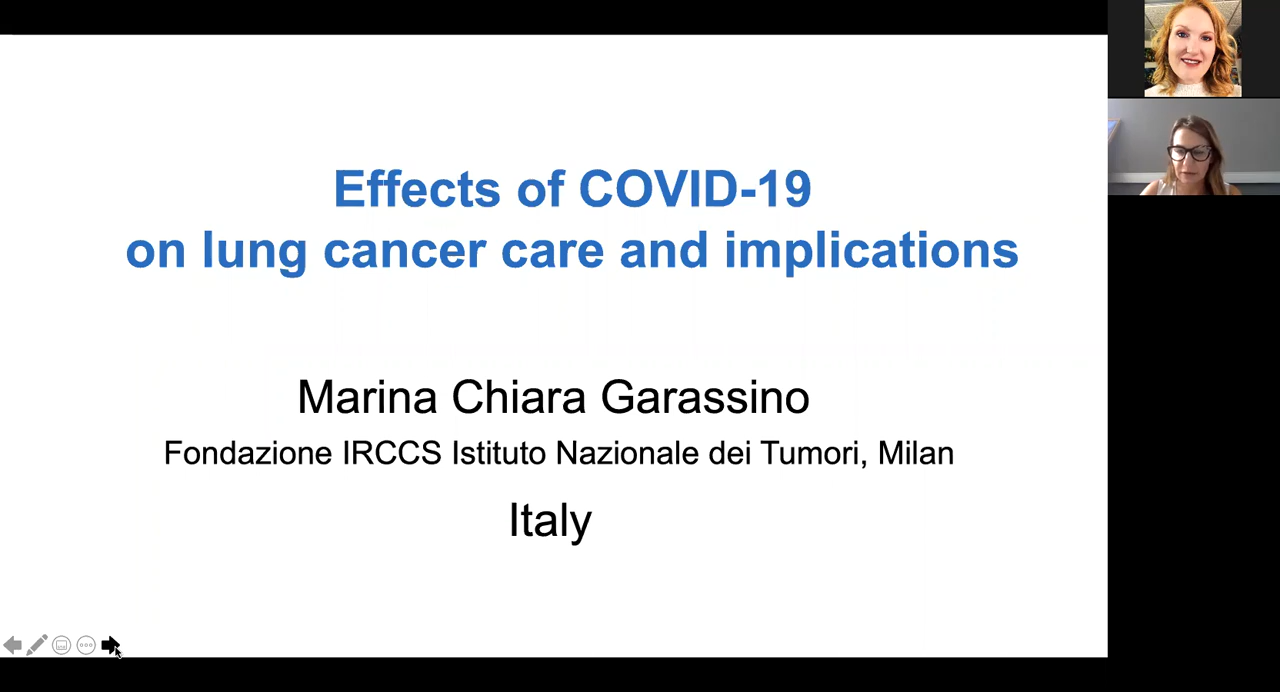 Effects of COVID-19
on lung cancer care and implications
Marina Chiara Garassino
Fondazione IRCCS Istituto Nazionale dei Tumori, Milan
Italy